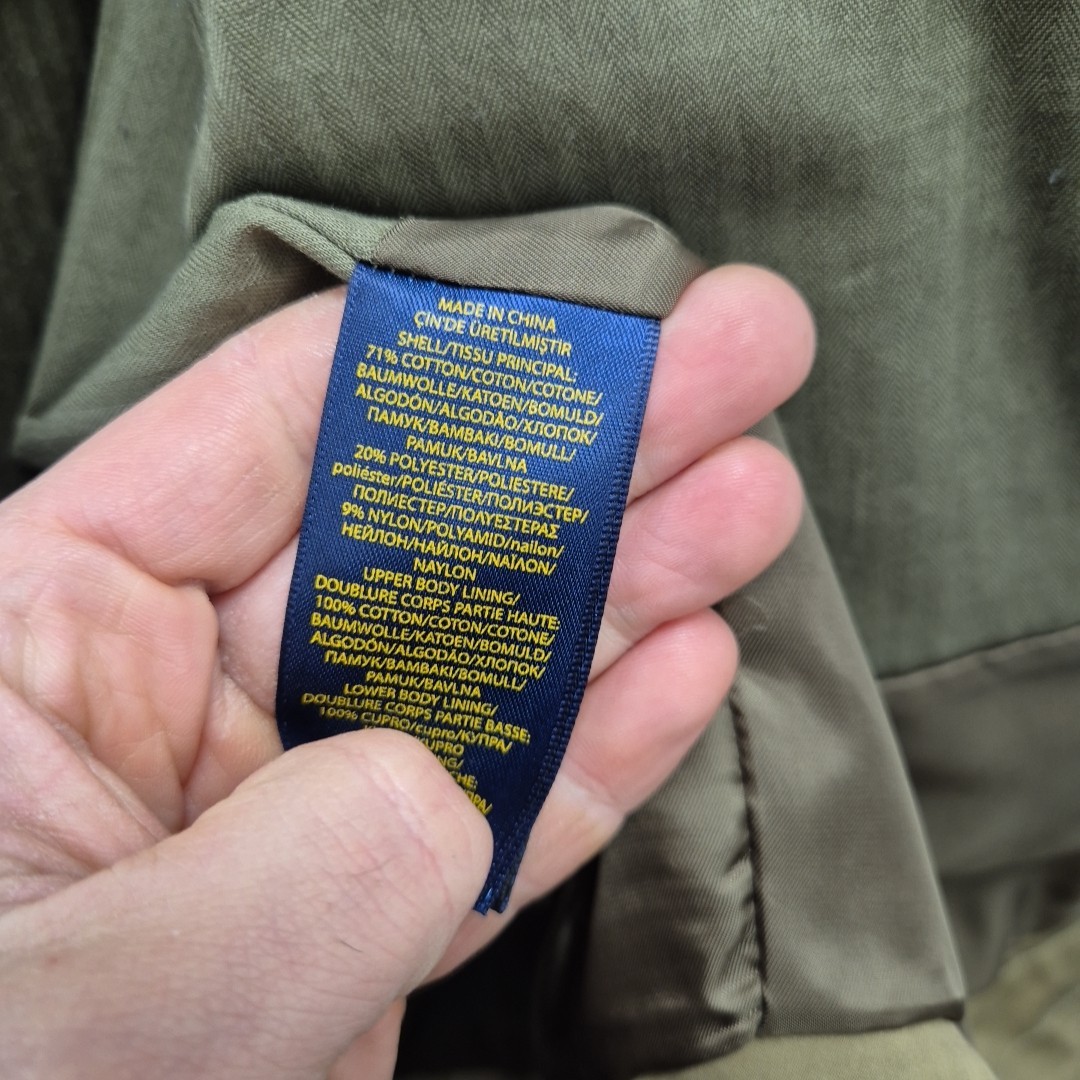 MADE IN CHINA
ÇİN'DE ÜRETİLMİŞTİR
SHELL/TISSU PRINCIPAL:
71% COTTON/COTON/COTONE/
BAUMWOLLE/KATOEN/BOMULD/
ALGODÓN/ALGODÃO/ХЛОПОК/
ПАМУК/ΒΑΜΒΑΚΙ/BOMULL/
PAMUK/BAVLNA
20% POLYESTER/POLIESTERE/
poliéster/POLIÉSTER/ПОЛИЭСТЕР/
ПОЛИЕСТЕР/ΠΟΛΥΕΣΤΕΡΑΣ
9% NYLON/POLYAMID/nailon/
НЕЙЛОН/НАЙЛОН/ΝΑΪΛΟΝ/
NAYLON
UPPER BODY LINING/
DOUBLURE CORPS PARTIE HAUTE:
100% COTTON/COTON/COTONE/
BAUMWOLLE/KATOEN/BOMULD/
ALGODÓN/ALGODÃO/ХЛОПОК/
ПАМУК/ΒΑΜΒΑΚΙ/BOMULL/
PAMUK/BAVLNA
LOWER BODY LINING/
DOUBLURE CORPS PARTIE BASSE:
100% CUPRO/cupro/КУПРА/